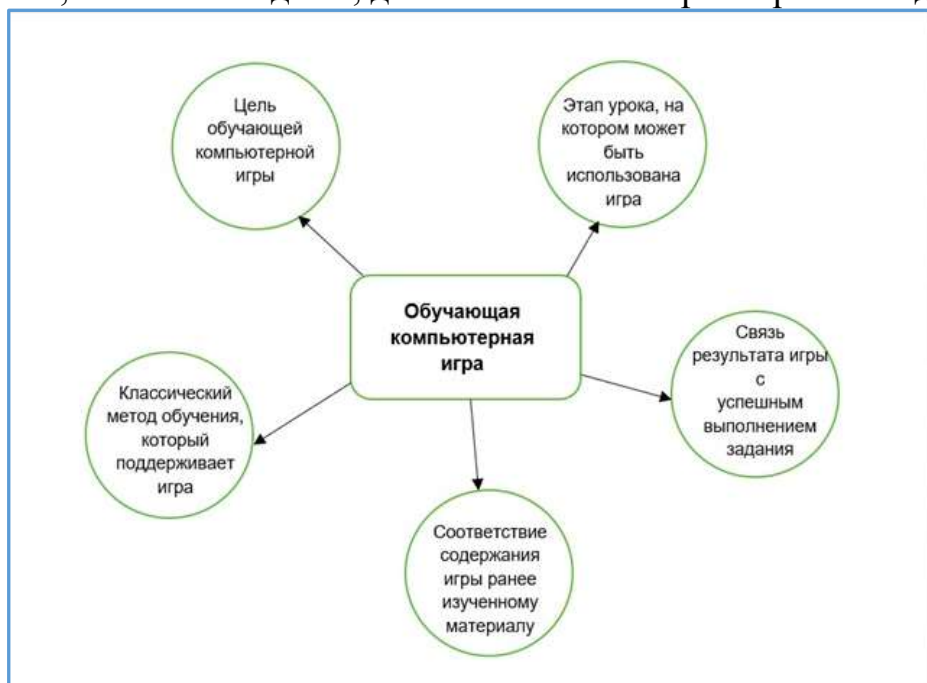 Цель
обучающей
компьютерной
игры
Этап урока, на
котором может
быть
использована
игра
Обучающая
компьютерная
игра
Связь
результата игры
с
успешным
выполнением
задания
Классический
метод обучения,
который
поддерживает
игра
Соответствие
содержания
игры ранее
изученному
материалу